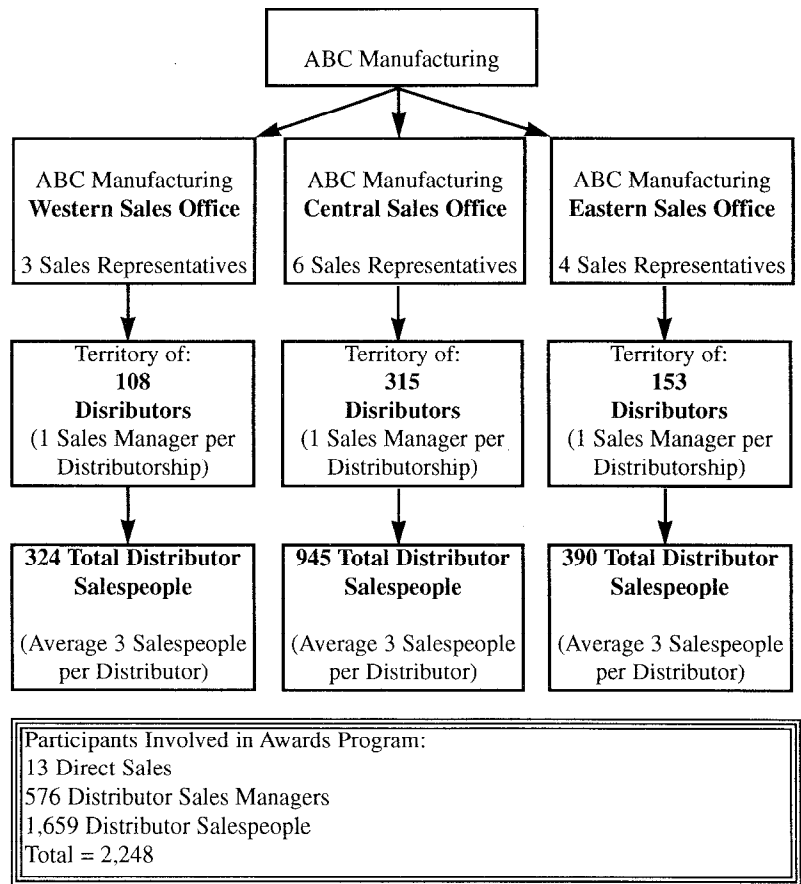 ABC Manufacturing
ABC Manufacturing
Western Sales Office
3 Sales Representatives
ABC Manufacturing
Central Sales Office
6 Sales Representatives
ABC Manufacturing
Eastern Sales Office
4 Sales Representatives
Territory of:
108
Disributors
(1 Sales Manager per
Distributorship)
Territory of:
315
Disributors
(1 Sales Manager per
Distributorship)
Territory of:
153
Disributors
(1 Sales Manager per
Distributorship)
324 Total Distributor
Salespeople
(Average 3 Salespeople
per Distributor)
945 Total Distributor
Salespeople
(Average 3 Salespeople
per Distributor)
390 Total Distributor
Salespeople
(Average 3 Salespeople
per Distributor)
Participants Involved in Awards Program:
13 Direct Sales
576 Distributor Sales Managers
1,659 Distributor Salespeople
Total = 2,248